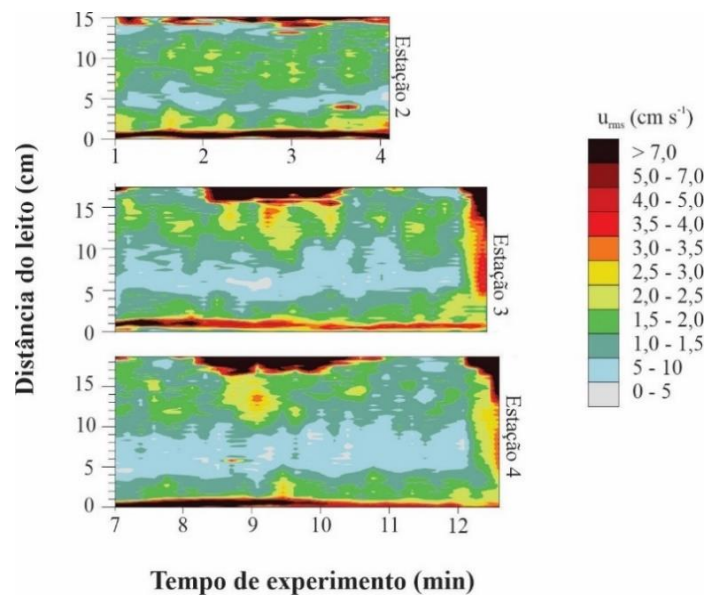 15
10
5
0
1
2
3
4
Estação 2
15
10
5
0
Estação 3
15
10
5
0
7
8
9
10
11
12
Estação 4
Distância do leito (cm)
Tempo de experimento (min)
u_rms (cm s⁻¹)
> 7,0
5,0 - 7,0
4,0 - 5,0
3,5 - 4,0
3,0 - 3,5
2,5 - 3,0
2,0 - 2,5
1,5 - 2,0
1,0 - 1,5
5 - 10
0 - 5